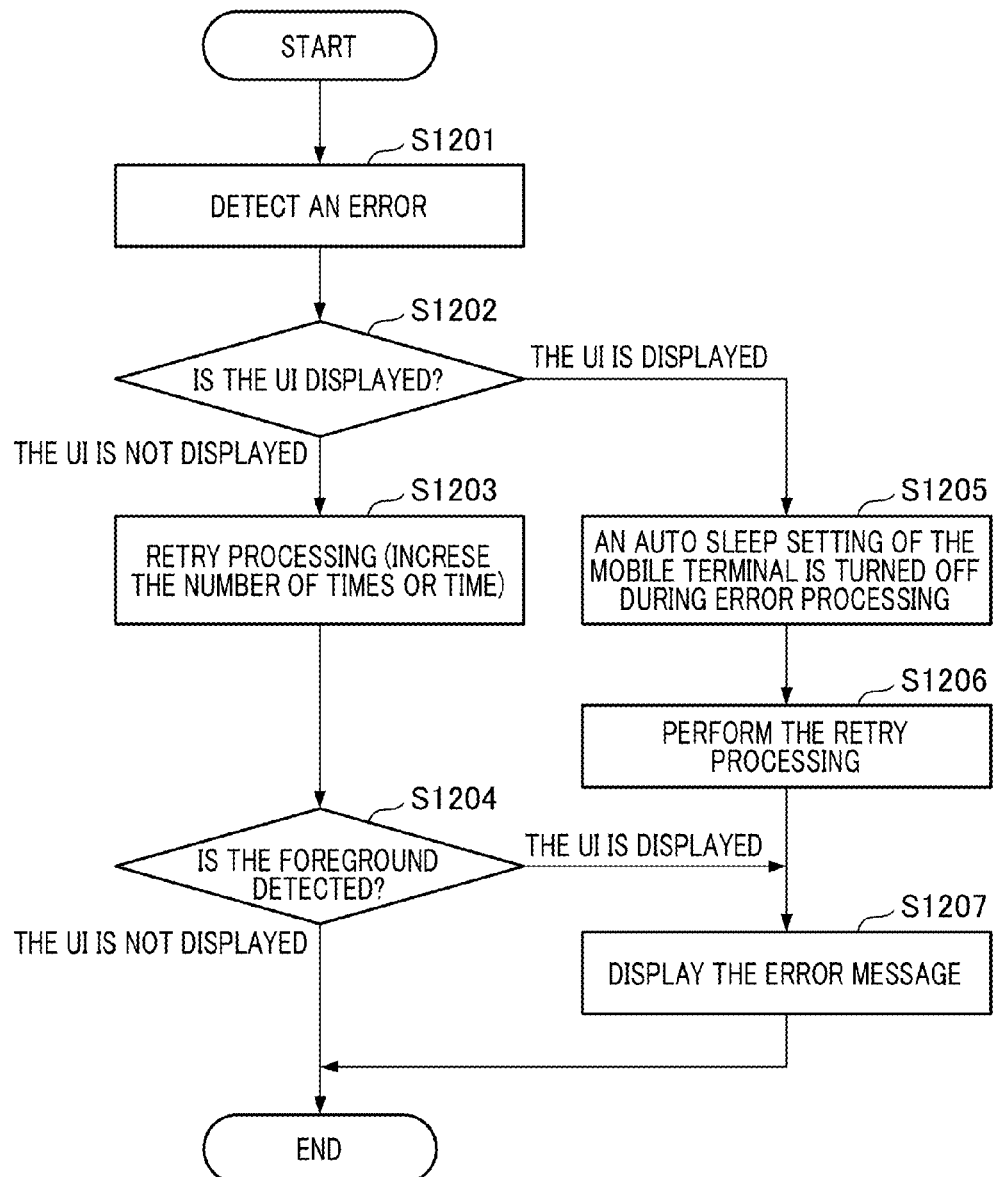 START
S1201
DETECT AN ERROR
S1202
IS THE UI DISPLAYED?
THE UI IS DISPLAYED
THE UI IS NOT DISPLAYED
S1203
RETRY PROCESSING (INCRESE
THE NUMBER OF TIMES OR TIME)
S1205
AN AUTO SLEEP SETTING OF THE
MOBILE TERMINAL IS TURNED OFF
DURING ERROR PROCESSING
S1206
PERFORM THE RETRY
PROCESSING
S1204
IS THE FOREGROUND
DETECTED?
THE UI IS DISPLAYED
THE UI IS NOT DISPLAYED
S1207
DISPLAY THE ERROR MESSAGE
END